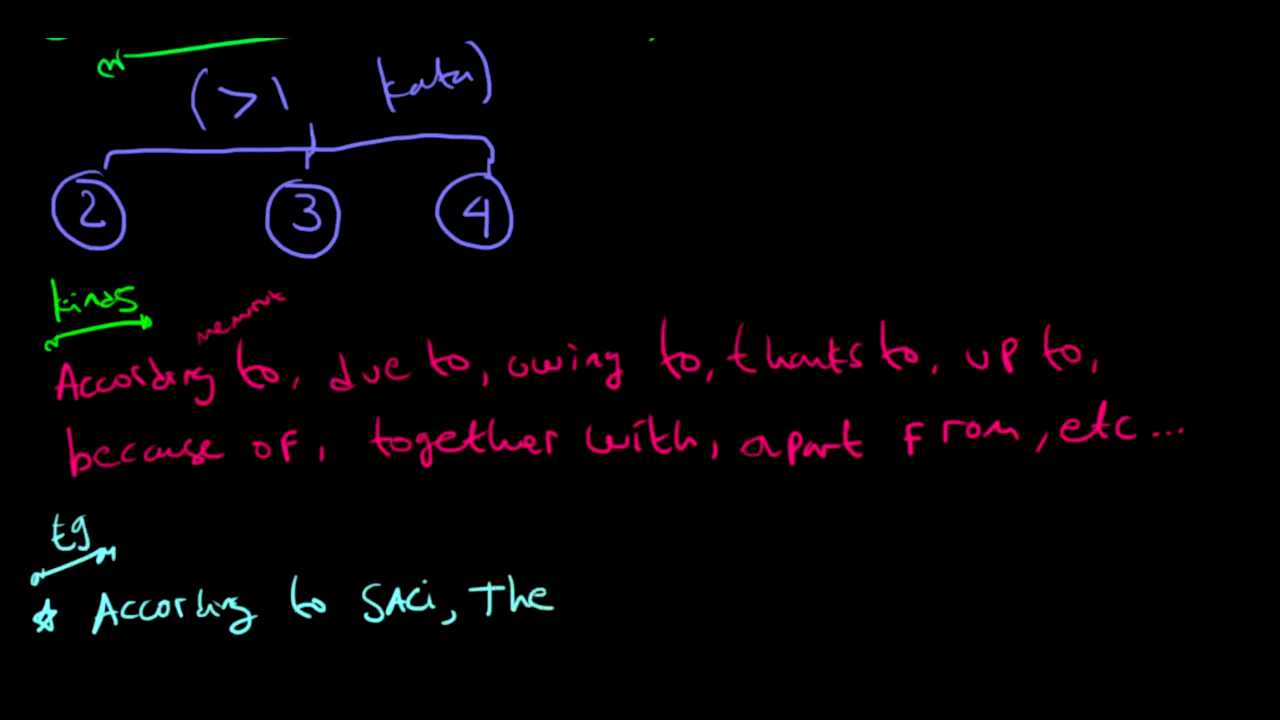 (>1 kata)
2 3 4
kinds
menurut
According to, due to, owing to, thanks to, up to,
because of, together with, apart from, etc...
Eg
* According to SACi, The